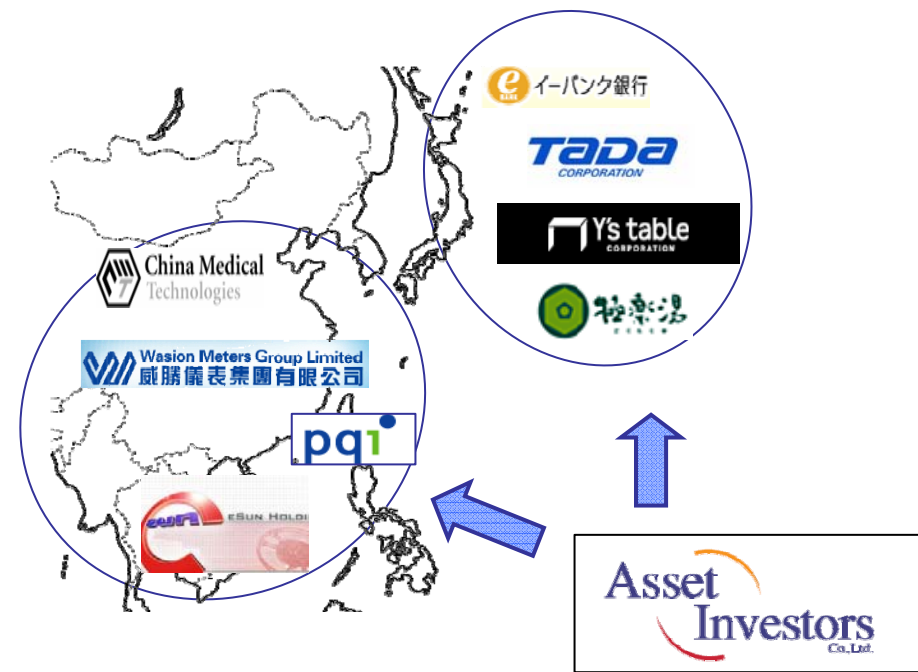 e
BANK
イーバンク銀行
TADA
CORPORATION
Y's table
CORPORATION
極楽湯
China Medical
Technologies
Wasion Meters Group Limited
威勝儀表集團有限公司
pqi
eSun
ESUN HOLDI
Asset
Investors
Co.,Ltd.